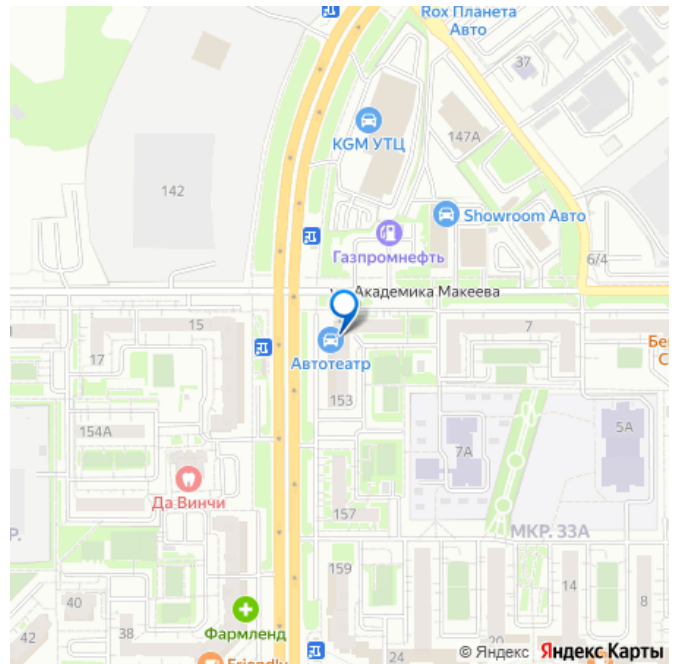 Rox Планета
Авто
37
KGM УТЦ
147А
142
Showroom Авто
Газпромнефть
6/4
Академика Макеева
15
7
Автотеатр
17
153
154А
7А
5А
Да Винчи
157
МКР. 33А
Р.
159
14
40
8
Фармленд
42
38
20
24
Friendly
© Яндекс Яндекс Карты